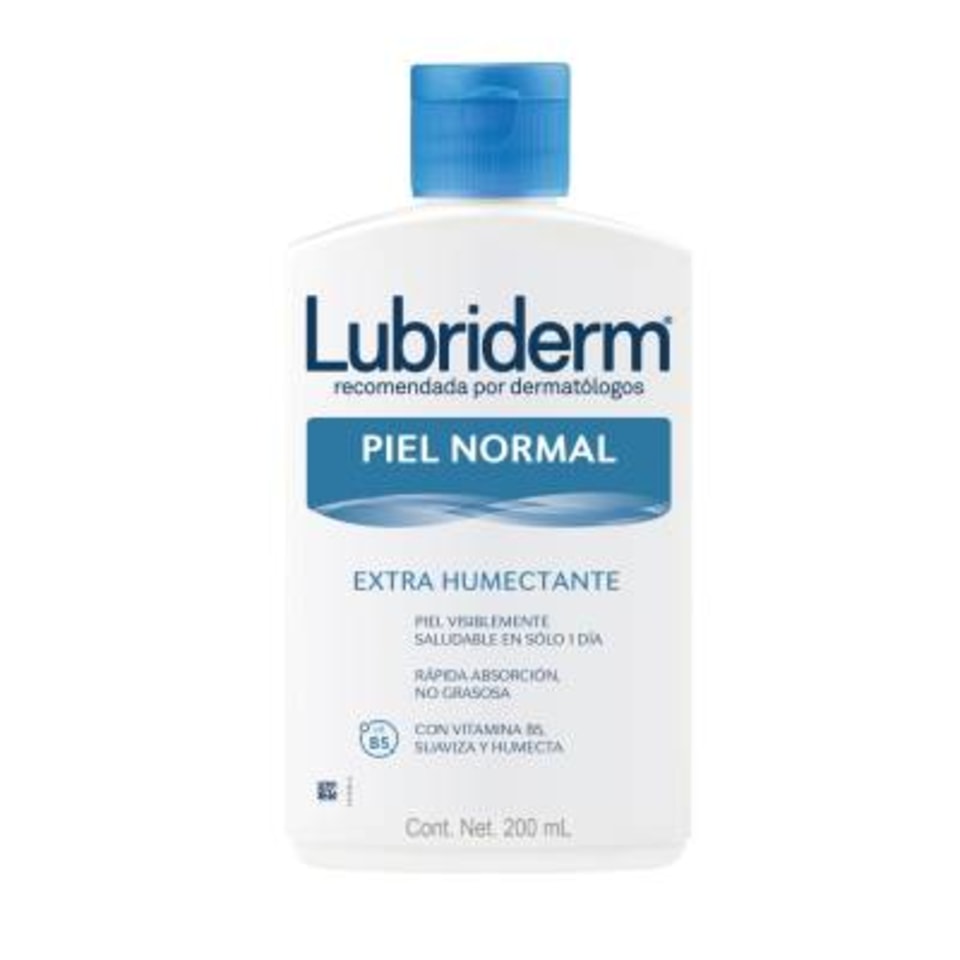 Lubriderm
recomendada por dermatólogos
PIEL NORMAL
EXTRA HUMECTANTE
PIEL VISIBLEMENTE
SALUDABLE EN SÓLO 1 DÍA
RÁPIDA ABSORCIÓN,
NO GRASOSA
B5
CON VITAMINA B5,
SUAVIZA Y HUMECTA
Cont. Net. 200 mL